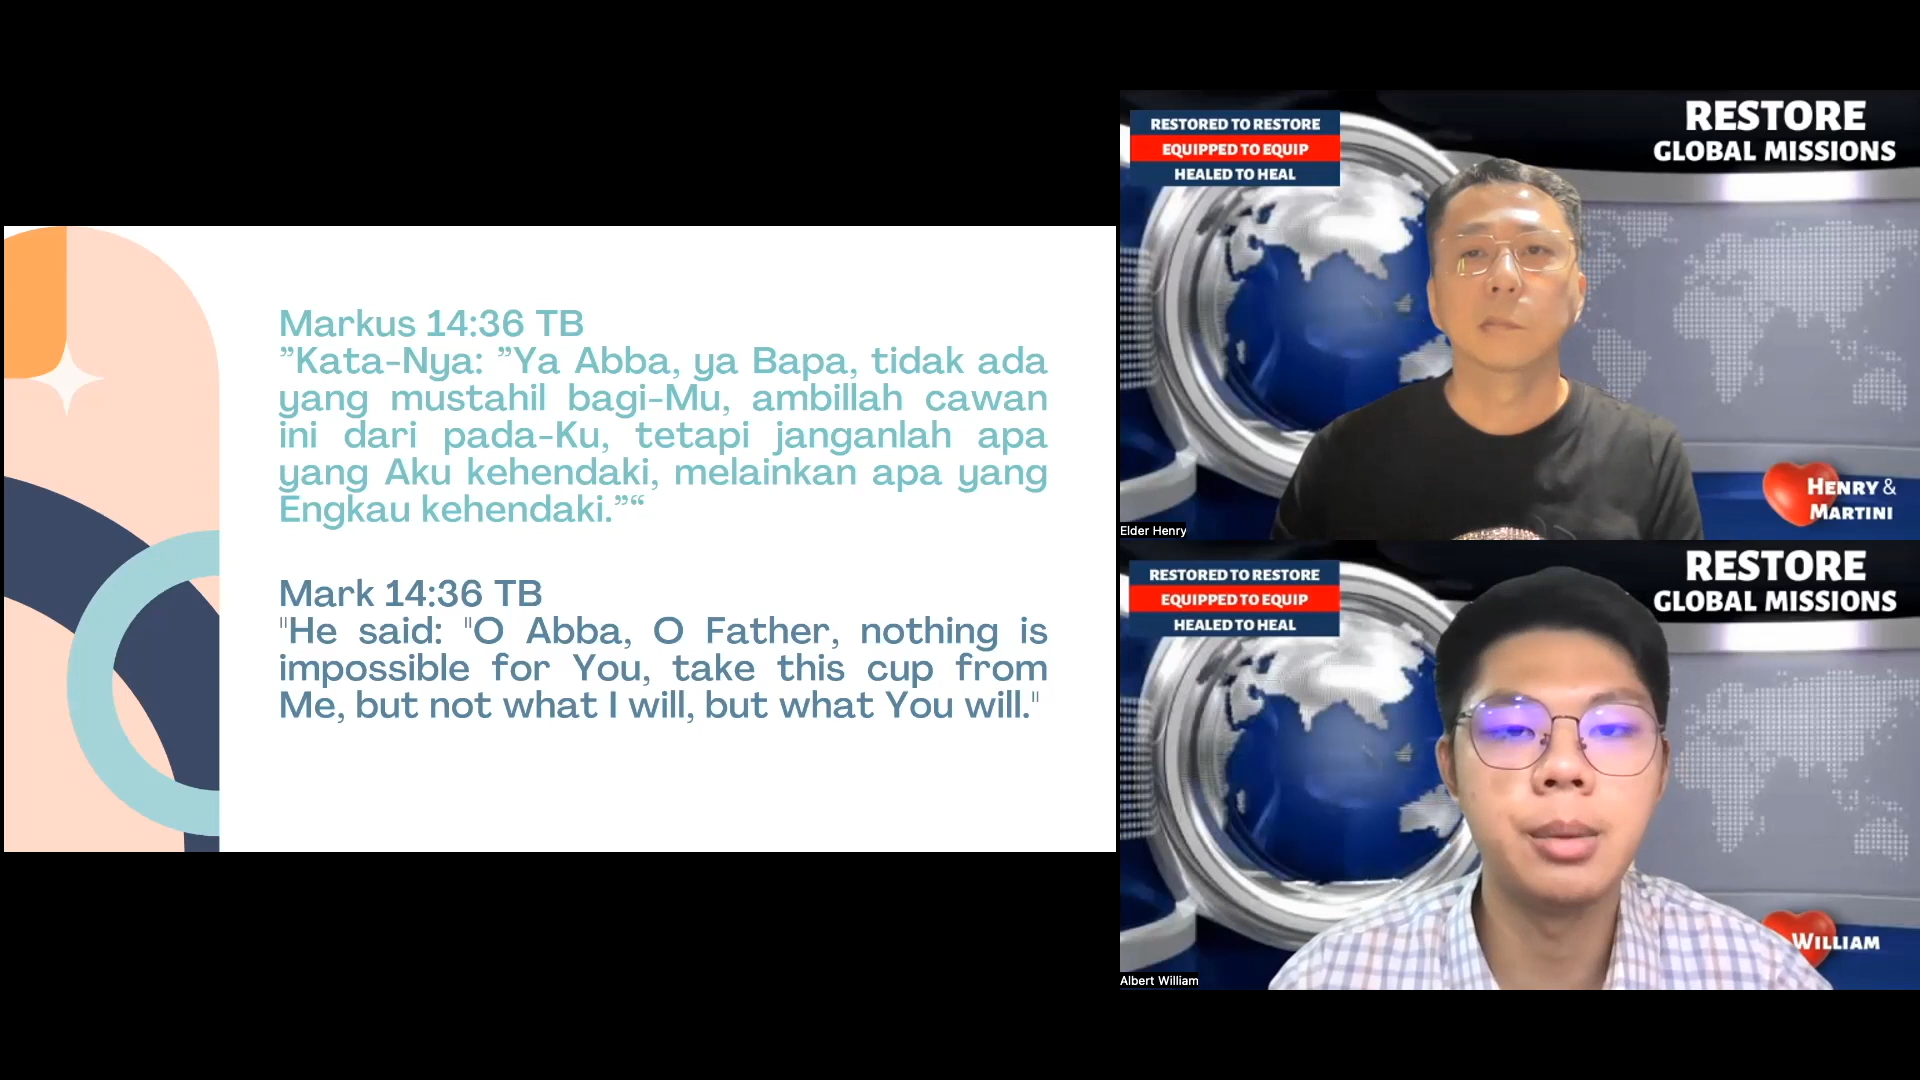 Markus 14:36 TB
”Kata-Nya: ”Ya Abba, ya Bapa, tidak ada
yang mustahil bagi-Mu, ambillah cawan
ini dari pada-Ku, tetapi janganlah apa
yang Aku kehendaki, melainkan apa yang
Engkau kehendaki.”“
Mark 14:36 TB
"He said: "O Abba, O Father, nothing is
impossible for You, take this cup from
Me, but not what I will, but what You will."
RESTORED TO RESTORE
EQUIPPED TO EQUIP
HEALED TO HEAL
RESTORE
GLOBAL MISSIONS
HENRY &
MARTINI
Elder Henry
RESTORED TO RESTORE
EQUIPPED TO EQUIP
HEALED TO HEAL
RESTORE
GLOBAL MISSIONS
WILLIAM
Albert William